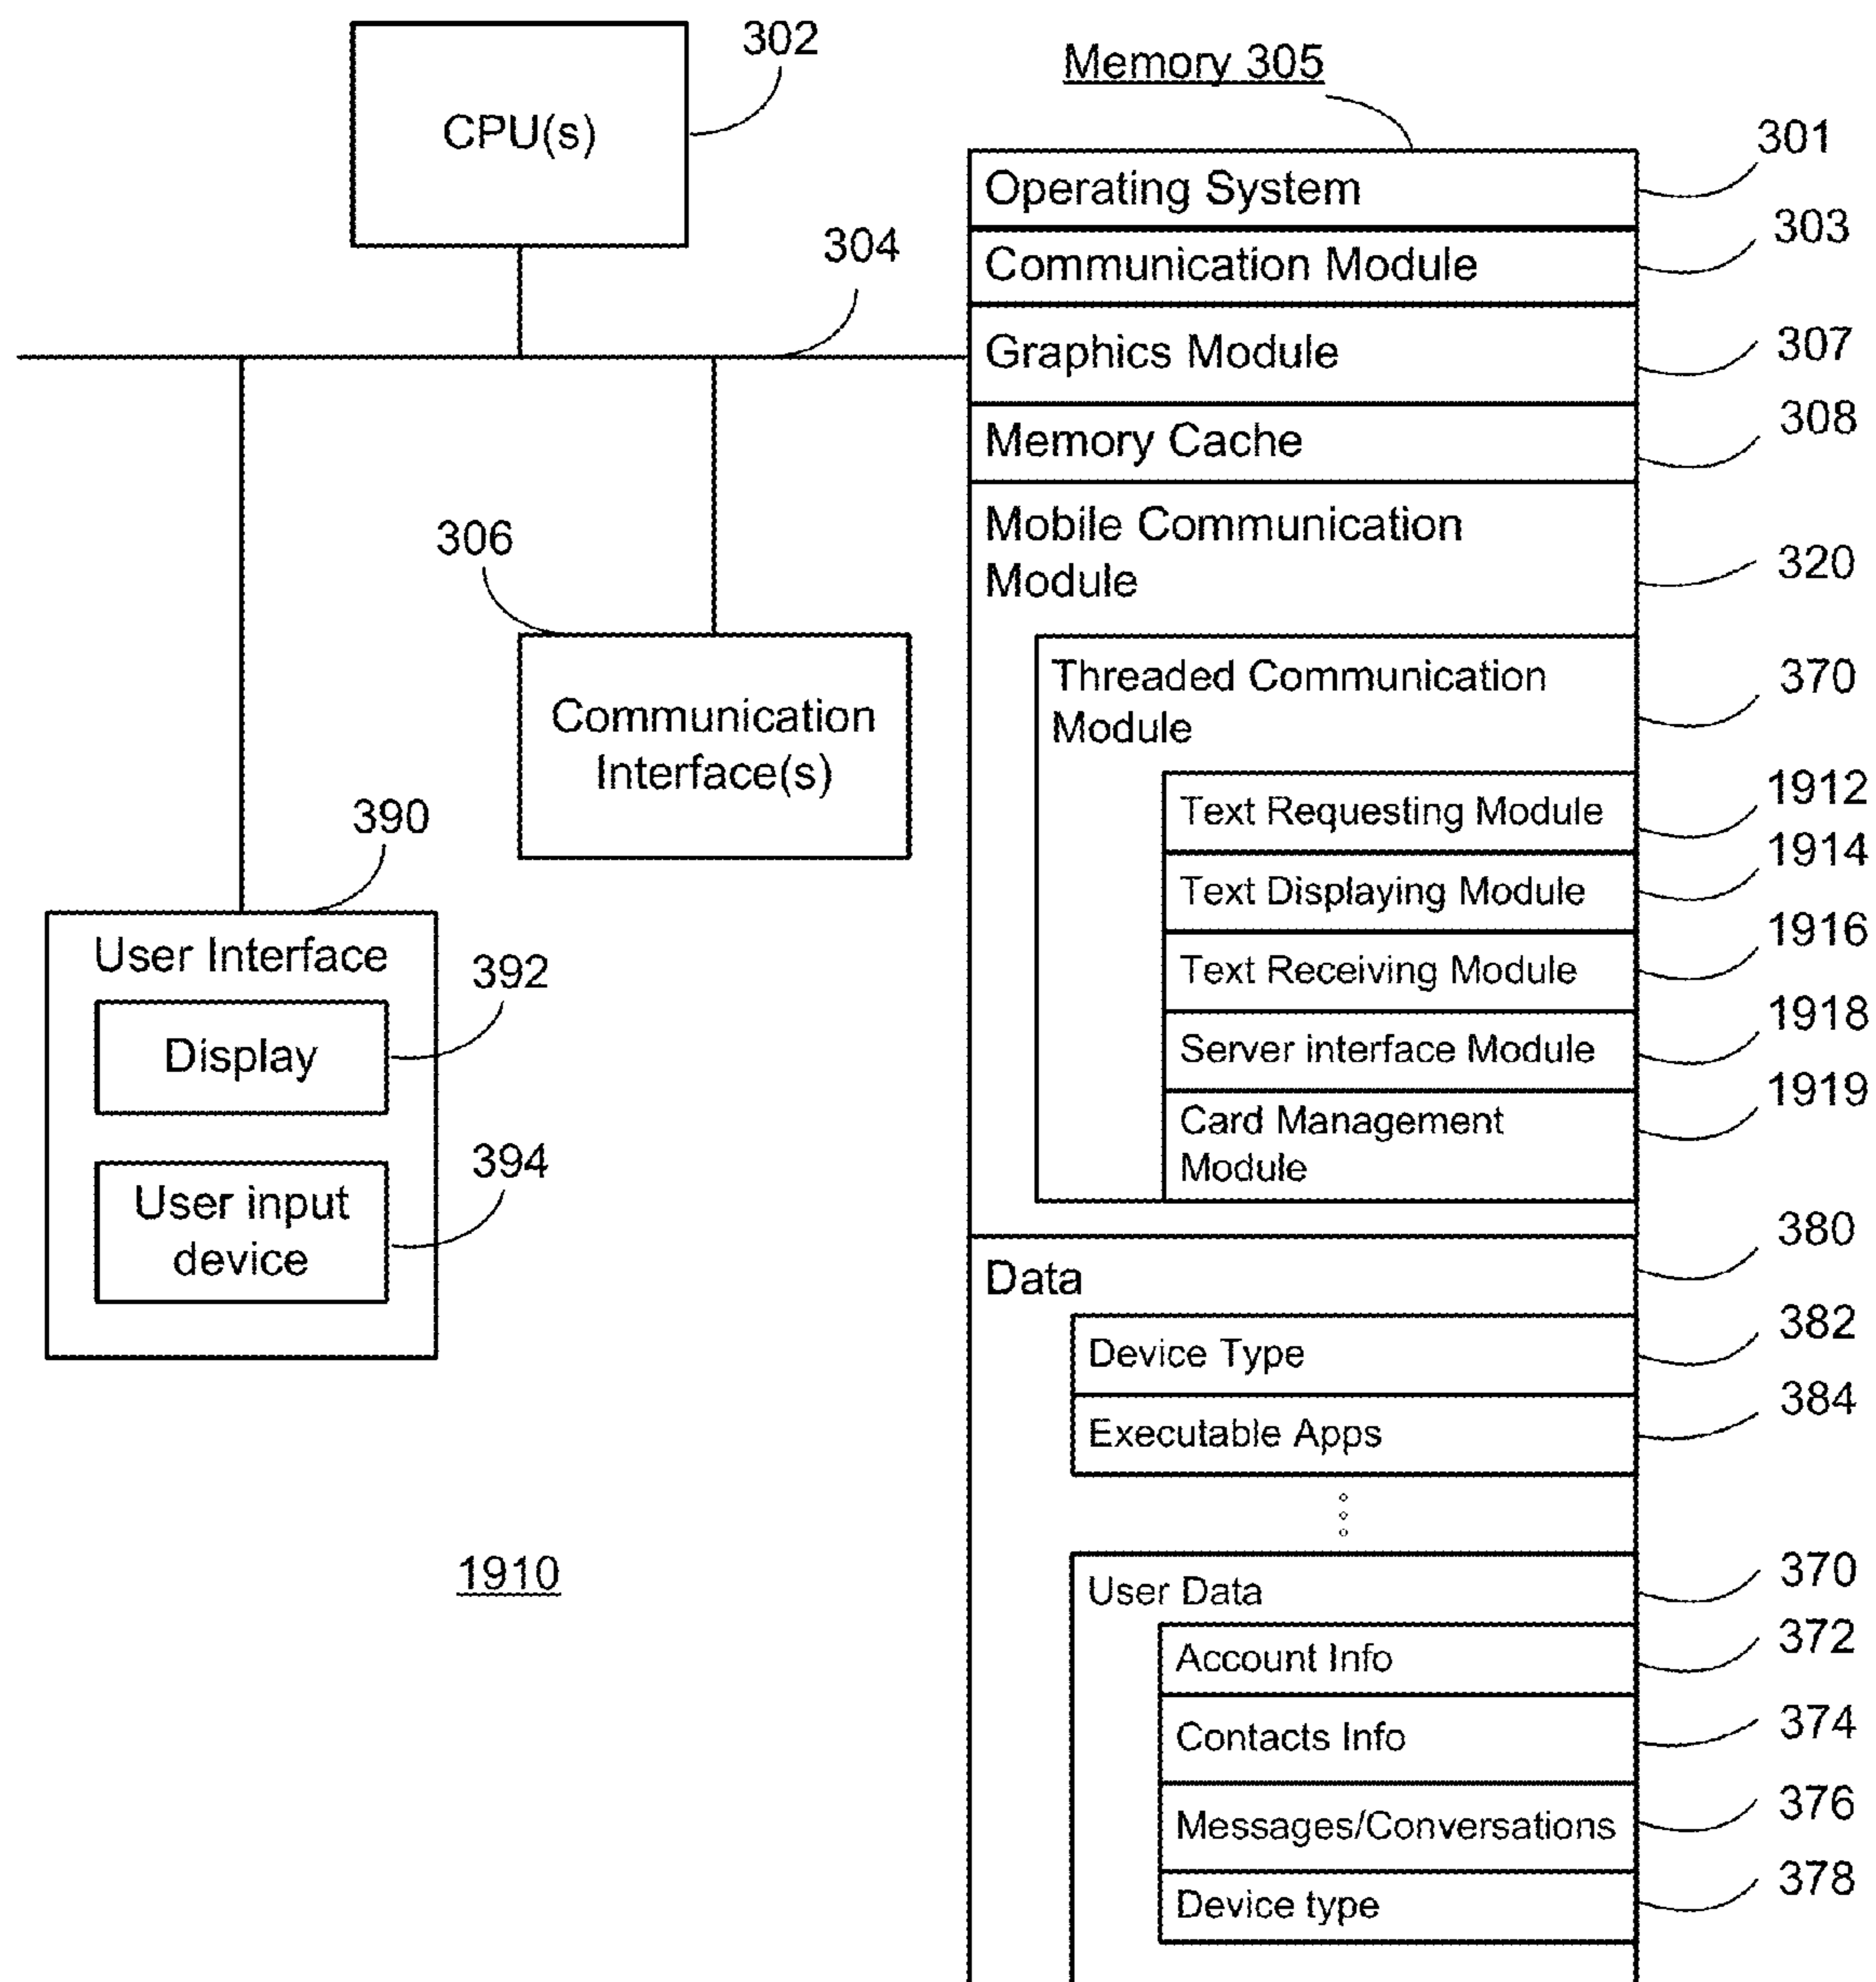 302
CPU(s)
Memory 305
301
Operating System
303
304
Communication Module
307
Graphics Module
308
Memory Cache
306
Mobile Communication
Module
320
Communication
Interface(s)
Threaded Communication
Module
370
1912
Text Requesting Module
1914
Text Displaying Module
1916
Text Receiving Module
1918
Server interface Module
1919
Card Management
Module
390
User Interface
392
Display
394
User input
device
380
Data
382
Device Type
384
Executable Apps
1910
370
User Data
372
Account Info
374
Contacts Info
376
Messages/Conversations
378
Device type